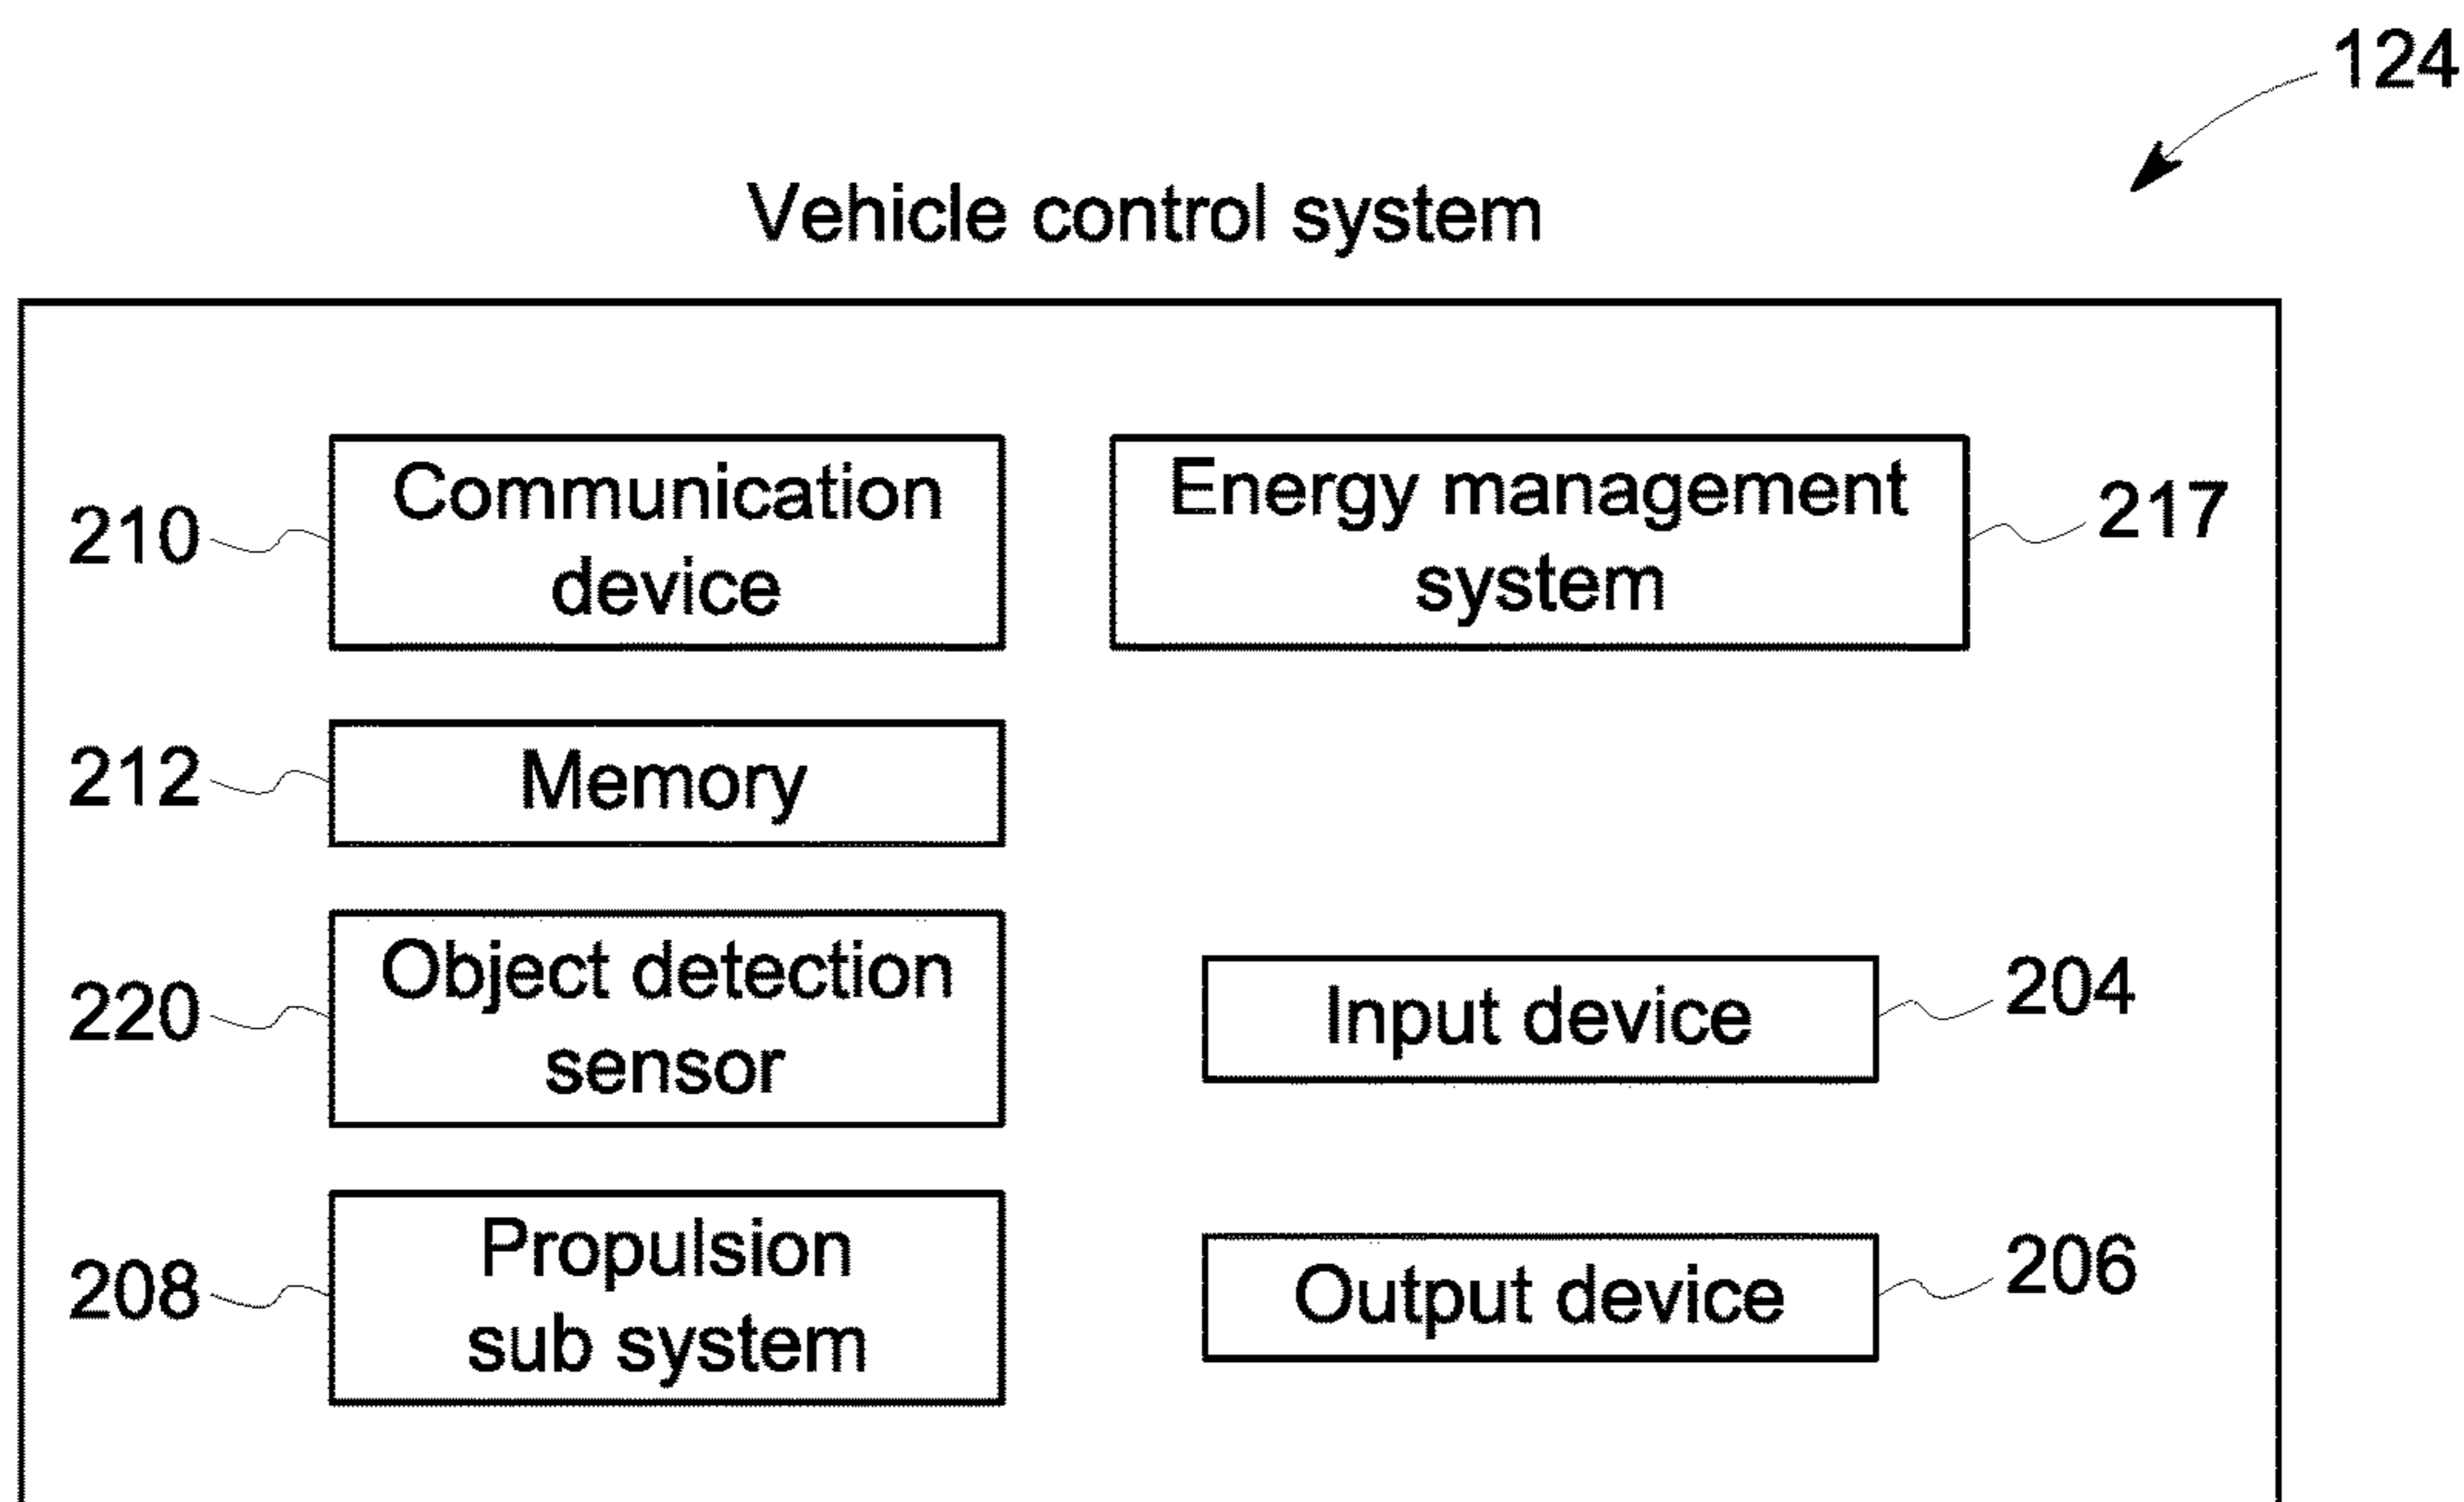 124
Vehicle control system
210
Communication
device
Energy management
system
217
212
Memory
220
Object detection
sensor
Input device
204
208
Propulsion
sub system
Output device
206